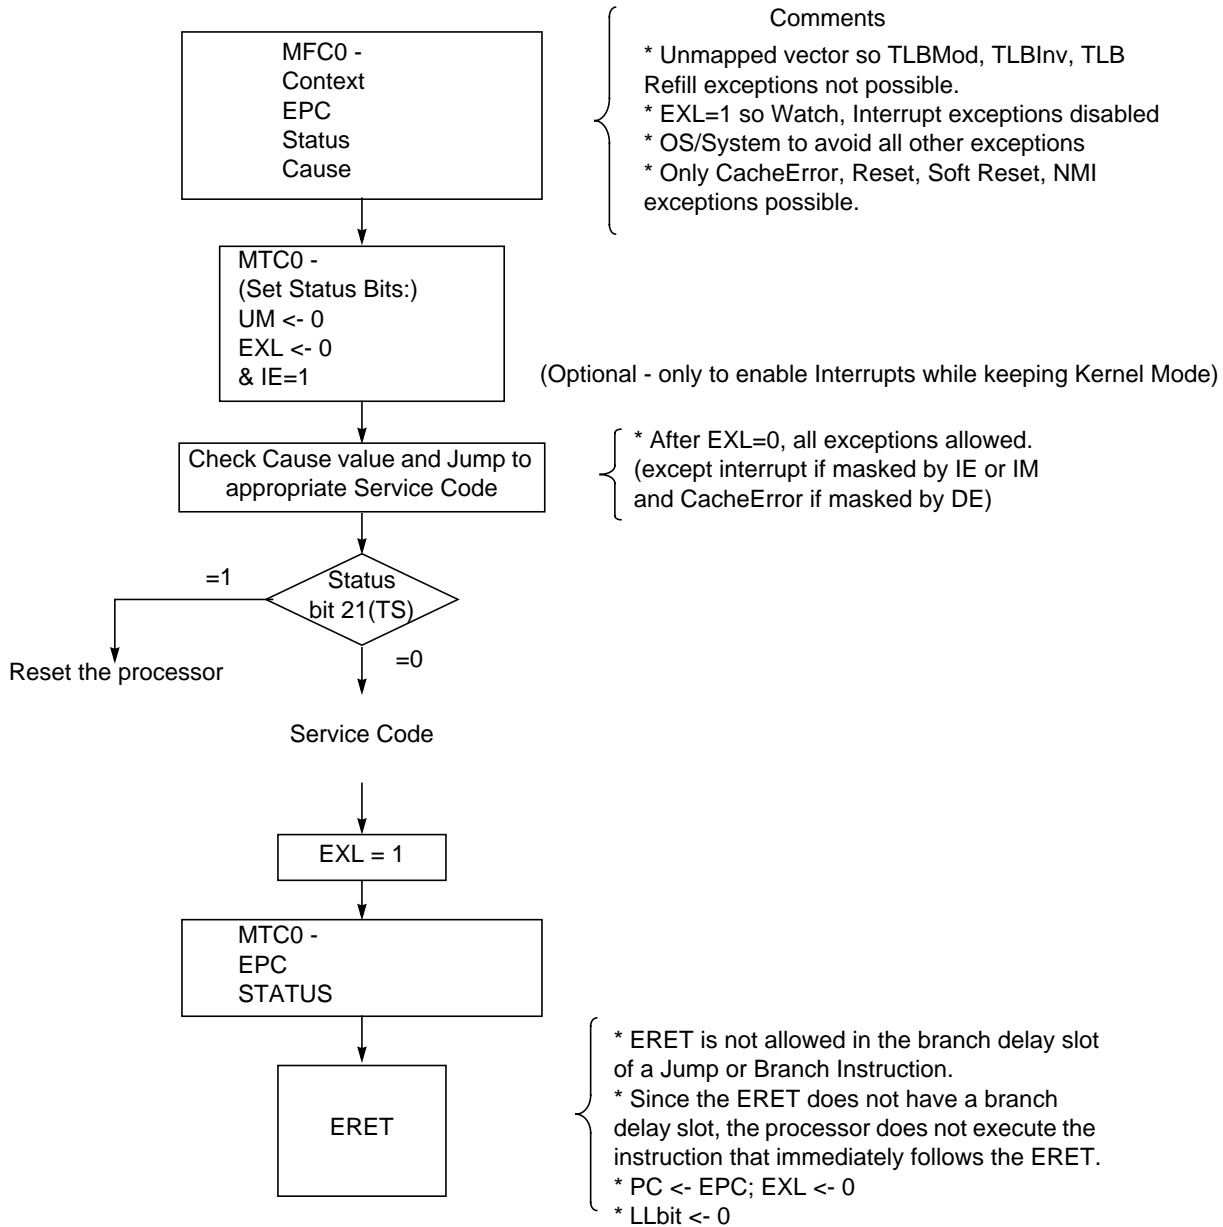 Comments
MFC0 -
Context
EPC
Status
Cause
* Unmapped vector so TLBMod, TLBInv, TLB
Refill exceptions not possible.
* EXL=1 so Watch, Interrupt exceptions disabled
* OS/System to avoid all other exceptions
* Only CacheError, Reset, Soft Reset, NMI
exceptions possible.
MTC0 -
(Set Status Bits:)
UM <- 0
EXL <- 0
& IE=1
(Optional - only to enable Interrupts while keeping Kernel Mode)
Check Cause value and Jump to
appropriate Service Code
* After EXL=0, all exceptions allowed.
(except interrupt if masked by IE or IM
and CacheError if masked by DE)
=1
Status
bit 21(TS)
=0
Reset the processor
Service Code
EXL = 1
MTC0 -
EPC
STATUS
ERET
* ERET is not allowed in the branch delay slot
of a Jump or Branch Instruction.
* Since the ERET does not have a branch
delay slot, the processor does not execute the
instruction that immediately follows the ERET.
* PC <- EPC; EXL <- 0
* LLbit <- 0